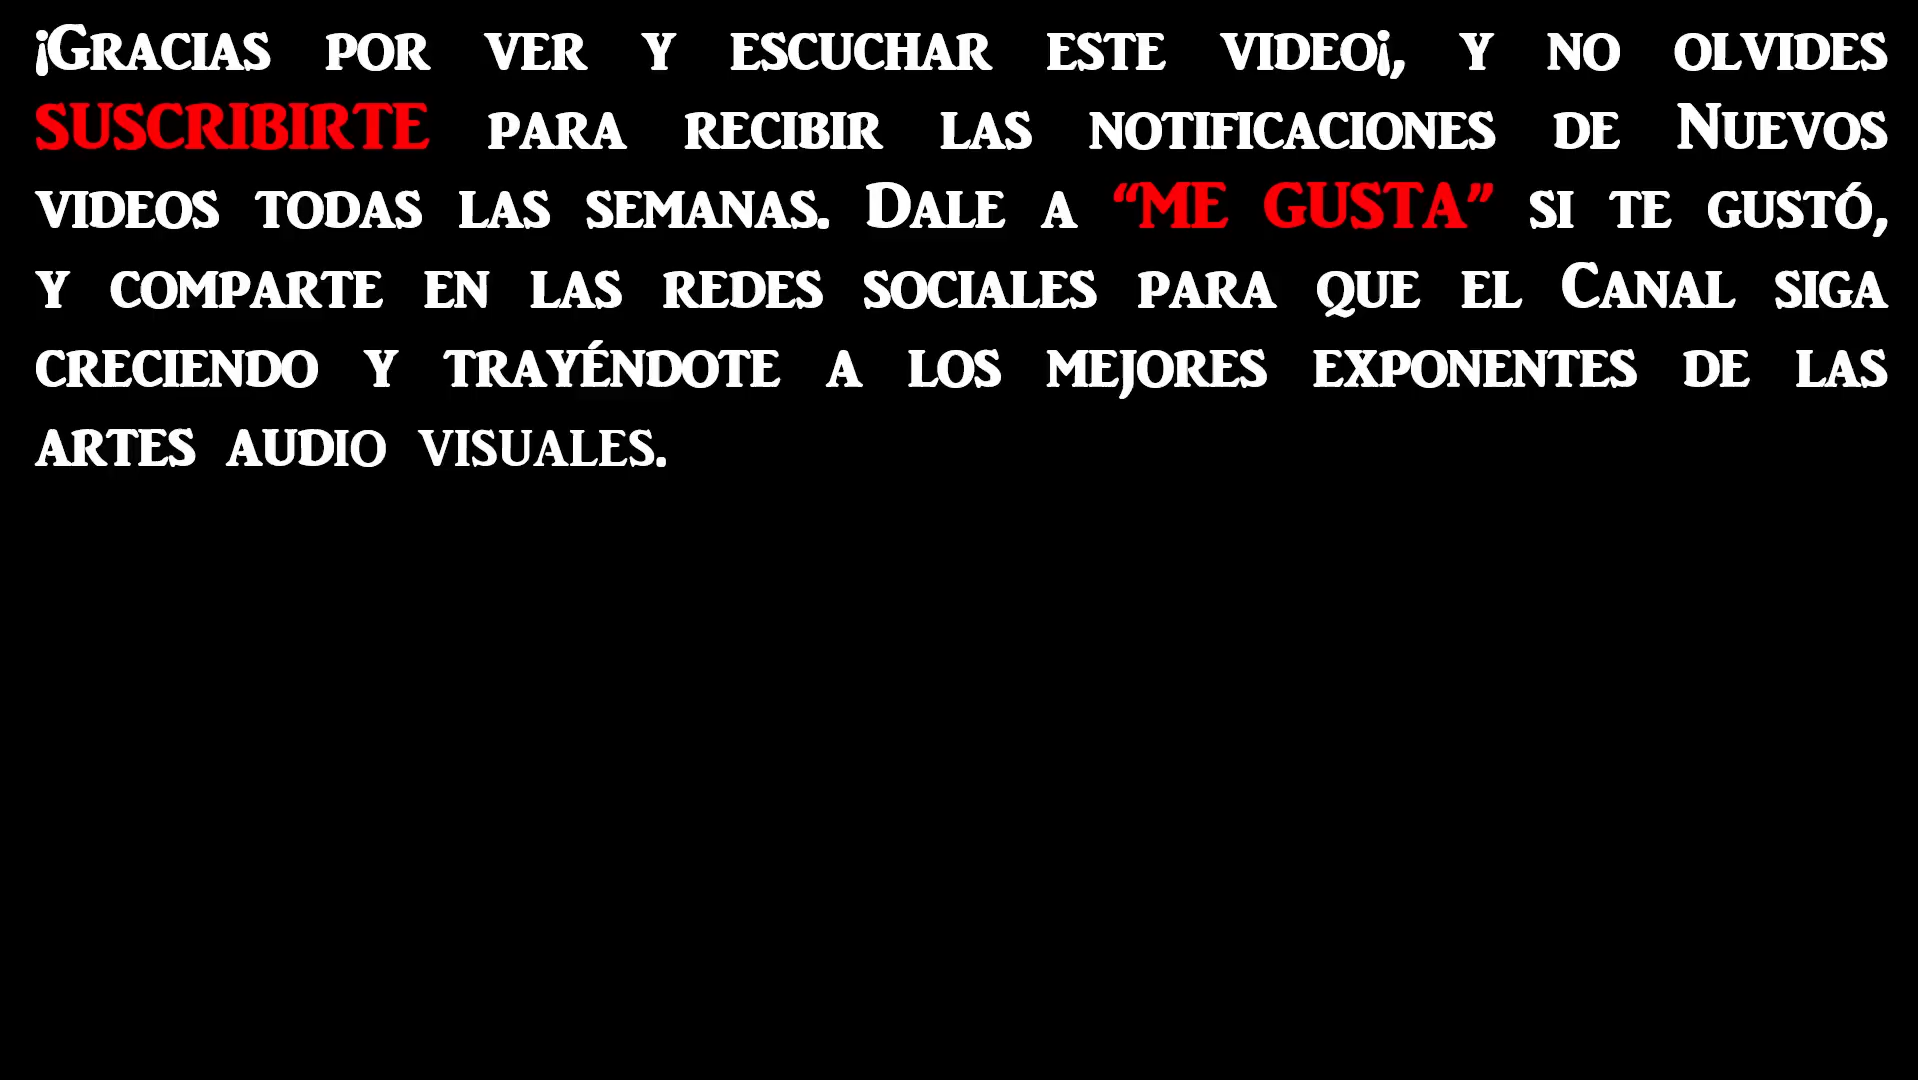 ¡Gracias por ver y escuchar este video¡, y no olvides
SUSCRIBIRTE para recibir las notificaciones de Nuevos
videos todas las semanas. Dale a “ME GUSTA” si te gustó,
y comparte en las redes sociales para que el Canal siga
creciendo y trayéndote a los mejores exponentes de las
artes audio visuales.